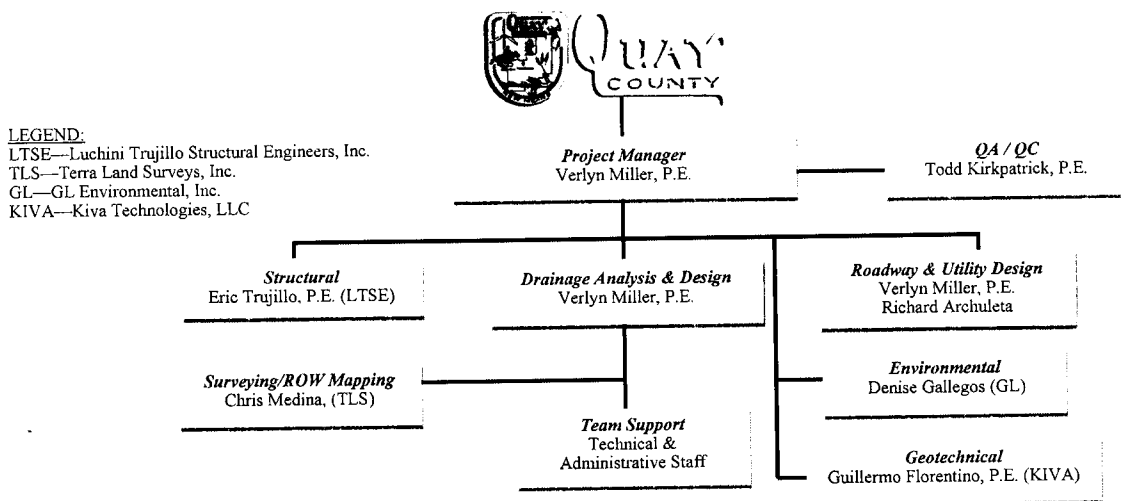 QUAY
QUAY
COUNTY
LEGEND:
LTSE—Luchini Trujillo Structural Engineers, Inc.
TLS—Terra Land Surveys, Inc.
GL—GL Environmental, Inc.
KIVA—Kiva Technologies, LLC
Project Manager
Verlyn Miller, P.E.
QA / QC
Todd Kirkpatrick, P.E.
Structural
Eric Trujillo, P.E. (LTSE)
Drainage Analysis & Design
Verlyn Miller, P.E.
Roadway & Utility Design
Verlyn Miller, P.E.
Richard Archuleta
Surveying/ROW Mapping
Chris Medina, (TLS)
Environmental
Denise Gallegos (GL)
Team Support
Technical &
Administrative Staff
Geotechnical
Guillermo Florentino, P.E. (KIVA)